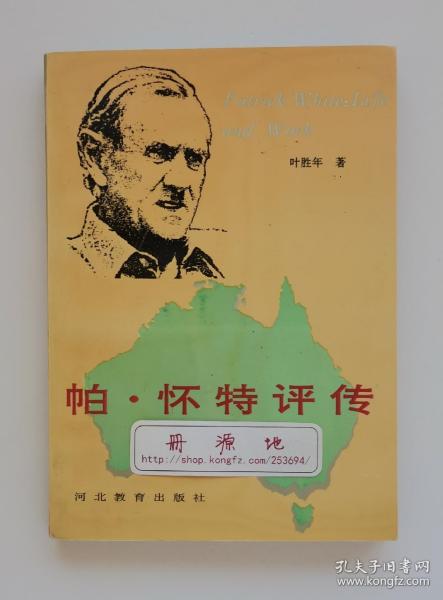 Patrick White: Life
and Work
叶胜年 著
帕·怀特评传
册源地
http://shop.kongfz.com/253694/
河北教育出版社
孔夫子旧书网
www.kongfz.com